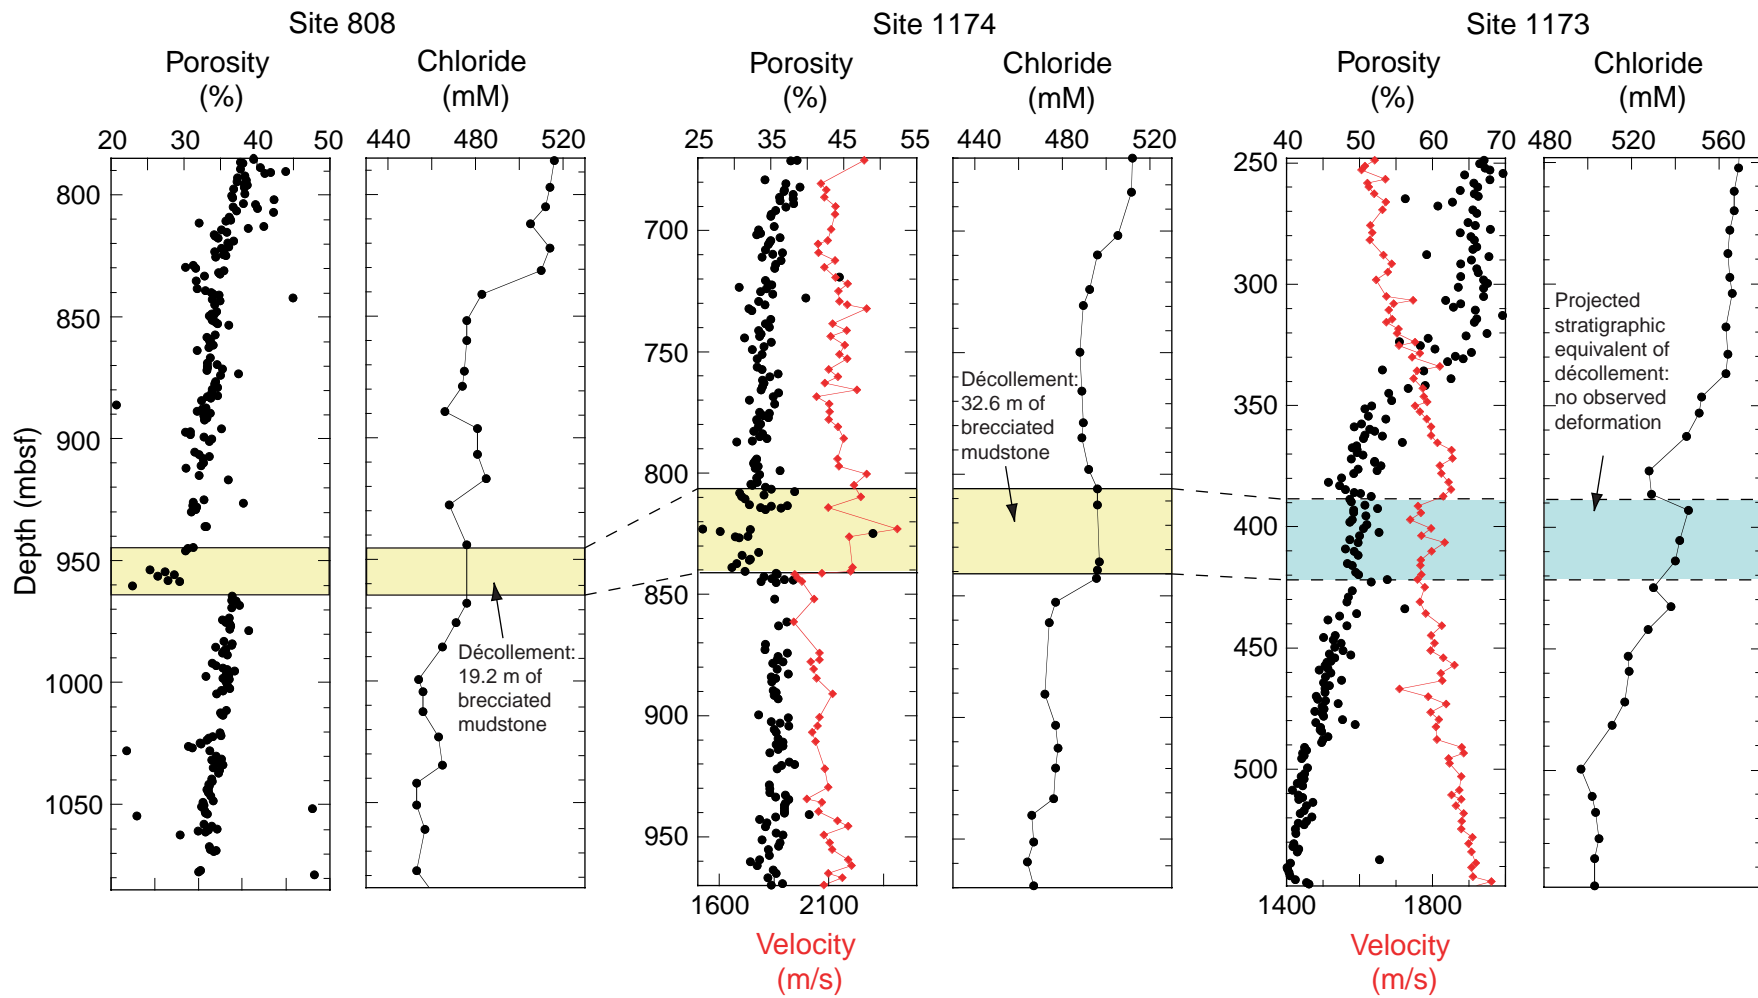 Site 808
Site 1174
Site 1173
Porosity
(%)
Chloride
(mM)
Porosity
(%)
Chloride
(mM)
Porosity
(%)
Chloride
(mM)
20 30 40 50
440 480 520
25 35 45 55
440 480 520
40 50 60 70
480 520 560
Depth (mbsf)
800
850
900
950
1000
1050
Décollement:
19.2 m of
brecciated
mudstone
700
750
800
850
900
950
Décollement:
32.6 m of
brecciated
mudstone
250
300
350
400
450
500
Projected
stratigraphic
equivalent of
décollement:
no observed
deformation
1600 2100
Velocity
(m/s)
1400 1800
Velocity
(m/s)